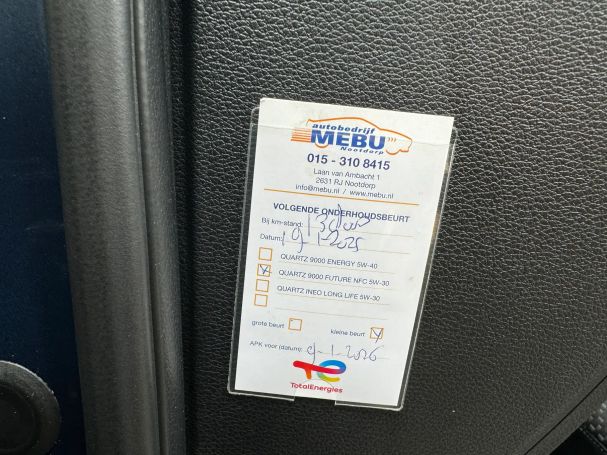 autobedrijf
MEBU
Nootdorp
015 - 310 8415
Laan van Ambacht 1
2631 RJ Nootdorp
info@mebu.nl / www.mebu.nl
VOLGENDE ONDERHOUDSBEURT
Bij km-stand:
Datum: 9-1-2025
QUARTZ 9000 ENERGY 5W-40
QUARTZ 9000 FUTURE NFC 5W-30
QUARTZ INEO LONG LIFE 5W-30
grote beurt kleine beurt
APK voor (datum): 9-1-2026
TotalEnergies